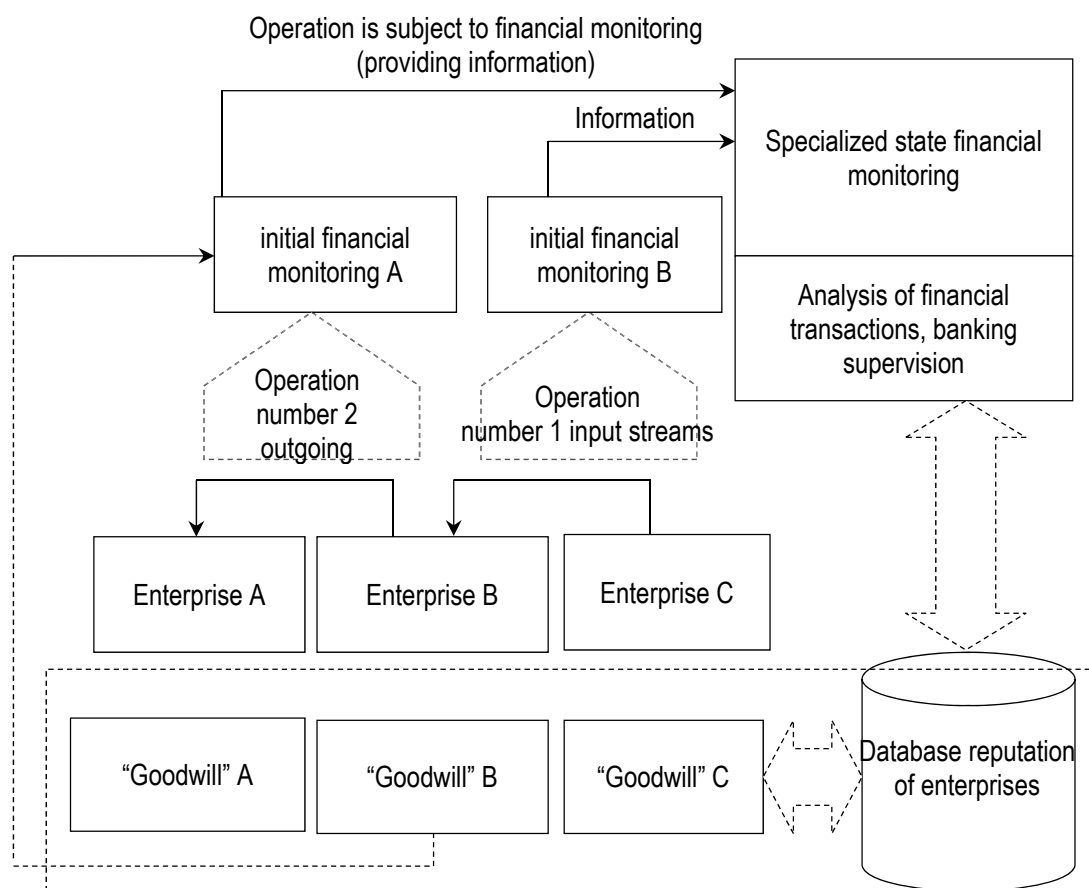 Operation is subject to financial monitoring
(providing information)
Information
Specialized state financial
monitoring
initial financial
monitoring A
initial financial
monitoring B
Analysis of financial
transactions, banking
supervision
Operation
number 2
outgoing
Operation
number 1 input streams
Enterprise A
Enterprise B
Enterprise C
“Goodwill” A
“Goodwill” B
“Goodwill” C
Database reputation
of enterprises